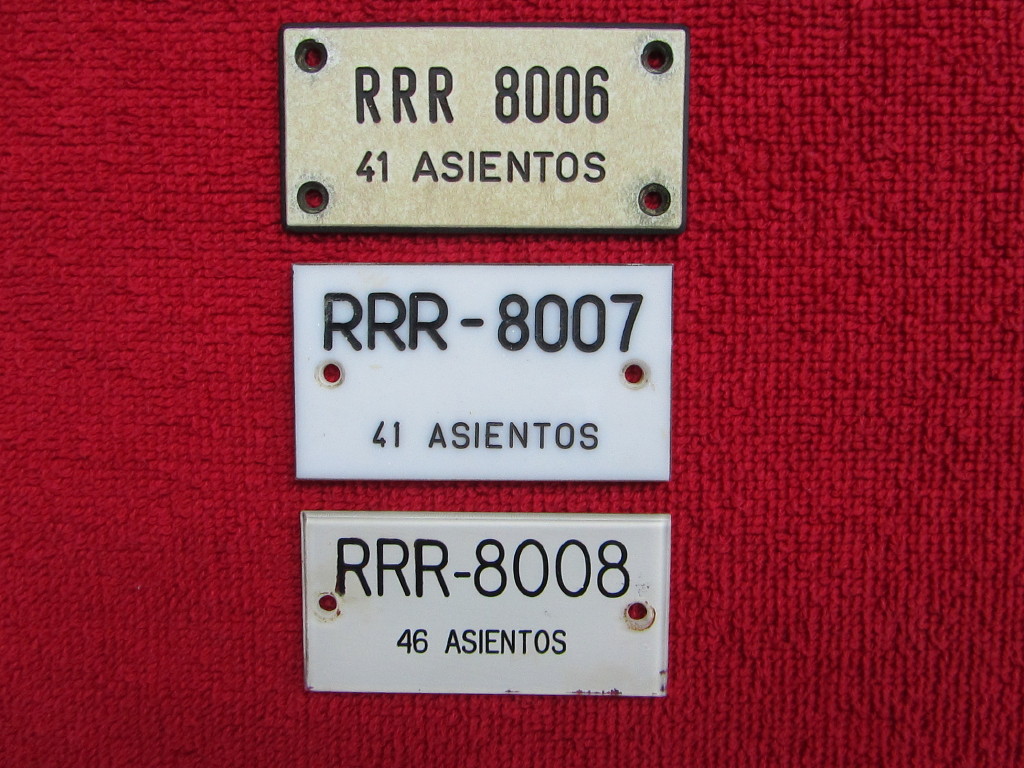 RRR 8006
41 ASIENTOS
RRR-8007
41 ASIENTOS
RRR-8008
46 ASIENTOS